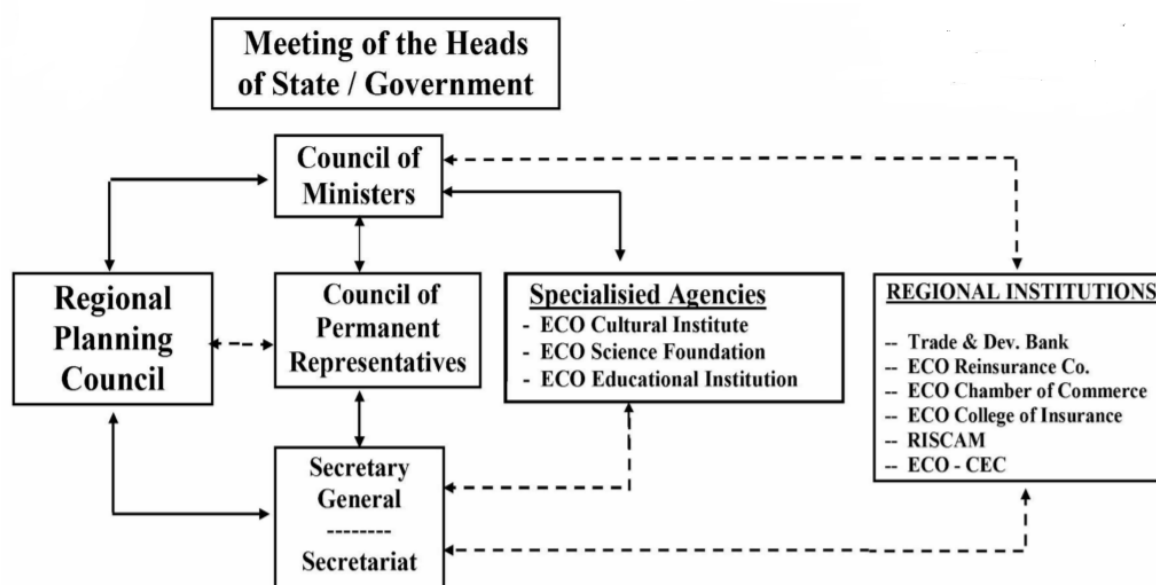 Meeting of the Heads
of State / Government
Council of
Ministers
Regional
Planning
Council
Council of
Permanent
Representatives
Specialisied Agencies
- ECO Cultural Institute
- ECO Science Foundation
- ECO Educational Institution
REGIONAL INSTITUTIONS
-- Trade & Dev. Bank
-- ECO Reinsurance Co.
-- ECO Chamber of Commerce
-- ECO College of Insurance
-- RISCAM
-- ECO - CEC
Secretary
General
--------
Secretariat